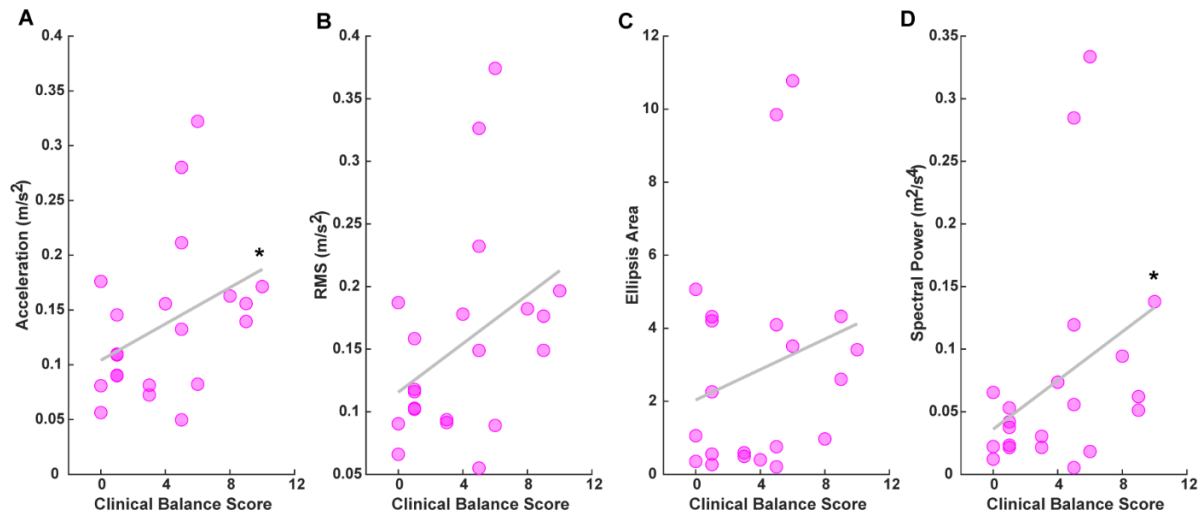 A
Acceleration (m/s²)
0.4
0.35
0.3
0.25
0.2
0.15
0.1
0.05
0
*
0 4 8 12
Clinical Balance Score
B
RMS (m/s²)
0.4
0.35
0.3
0.25
0.2
0.15
0.1
0.05
0 4 8 12
Clinical Balance Score
C
Ellipsis Area
12
10
8
6
4
2
0
0 4 8 12
Clinical Balance Score
D
Spectral Power (m²/s⁴)
0.35
0.3
0.25
0.2
0.15
0.1
0.05
0
*
0 4 8 12
Clinical Balance Score